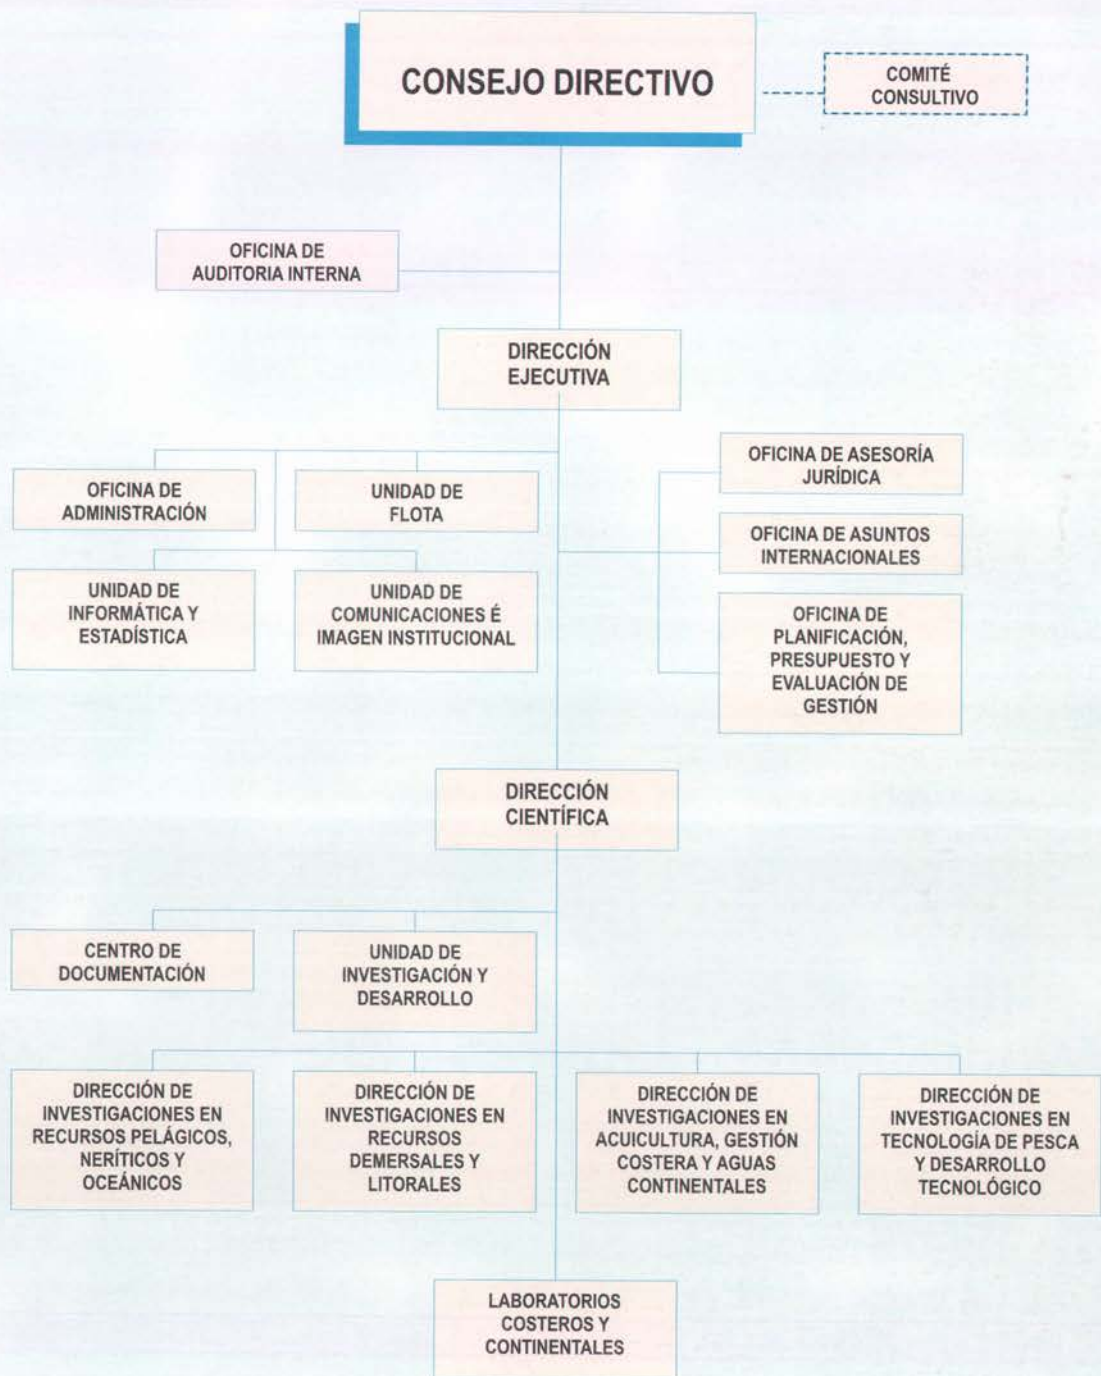 CONSEJO DIRECTIVO
COMITÉ
CONSULTIVO
OFICINA DE
AUDITORIA INTERNA
DIRECCIÓN
EJECUTIVA
OFICINA DE
ADMINISTRACIÓN
UNIDAD DE
FLOTA
OFICINA DE ASESORÍA
JURÍDICA
OFICINA DE ASUNTOS
INTERNACIONALES
UNIDAD DE
INFORMÁTICA Y
ESTADÍSTICA
UNIDAD DE
COMUNICACIONES É
IMAGEN INSTITUCIONAL
OFICINA DE
PLANIFICACIÓN,
PRESUPUESTO Y
EVALUACIÓN DE
GESTIÓN
DIRECCIÓN
CIENTÍFICA
CENTRO DE
DOCUMENTACIÓN
UNIDAD DE
INVESTIGACIÓN Y
DESARROLLO
DIRECCIÓN DE
INVESTIGACIONES EN
RECURSOS PELÁGICOS,
NERÍTICOS Y
OCEÁNICOS
DIRECCIÓN DE
INVESTIGACIONES EN
RECURSOS
DEMERSALES Y
LITORALES
DIRECCIÓN DE
INVESTIGACIONES EN
ACUICULTURA, GESTIÓN
COSTERA Y AGUAS
CONTINENTALES
DIRECCIÓN DE
INVESTIGACIONES EN
TECNOLOGÍA DE PESCA
Y DESARROLLO
TECNOLÓGICO
LABORATORIOS
COSTEROS Y
CONTINENTALES